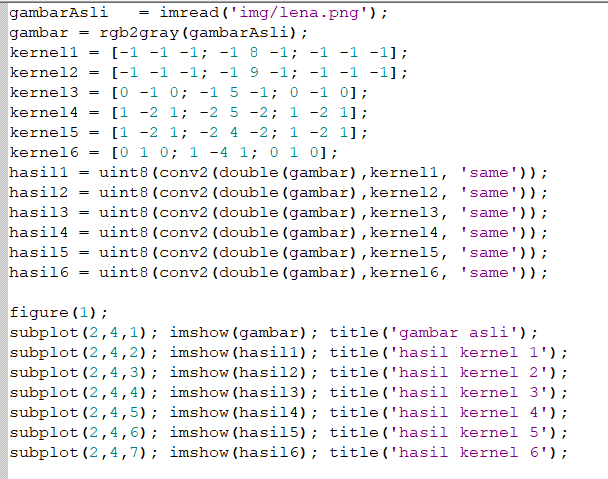 gambarAsli   = imread('img/lena.png');
gambar = rgb2gray(gambarAsli);
kernel1 = [-1 -1 -1; -1 8 -1; -1 -1 -1];
kernel2 = [-1 -1 -1; -1 9 -1; -1 -1 -1];
kernel3 = [0 -1 0; -1 5 -1; 0 -1 0];
kernel4 = [1 -2 1; -2 5 -2; 1 -2 1];
kernel5 = [1 -2 1; -2 4 -2; 1 -2 1];
kernel6 = [0 1 0; 1 -4 1; 0 1 0];
hasil1 = uint8(conv2(double(gambar),kernel1, 'same'));
hasil2 = uint8(conv2(double(gambar),kernel2, 'same'));
hasil3 = uint8(conv2(double(gambar),kernel3, 'same'));
hasil4 = uint8(conv2(double(gambar),kernel4, 'same'));
hasil5 = uint8(conv2(double(gambar),kernel5, 'same'));
hasil6 = uint8(conv2(double(gambar),kernel6, 'same'));

figure(1);
subplot(2,4,1); imshow(gambar); title('gambar asli');
subplot(2,4,2); imshow(hasil1); title('hasil kernel 1');
subplot(2,4,3); imshow(hasil2); title('hasil kernel 2');
subplot(2,4,4); imshow(hasil3); title('hasil kernel 3');
subplot(2,4,5); imshow(hasil4); title('hasil kernel 4');
subplot(2,4,6); imshow(hasil5); title('hasil kernel 5');
subplot(2,4,7); imshow(hasil6); title('hasil kernel 6');